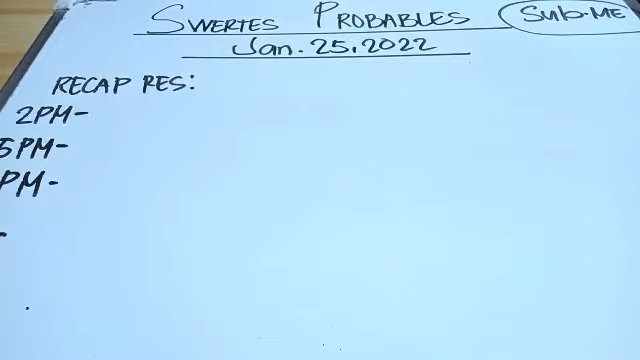 SWERTES PROBABLES
Sub-ME
Jan. 25, 2022
RECAP RES:
2PM-
5PM-
PM-
-